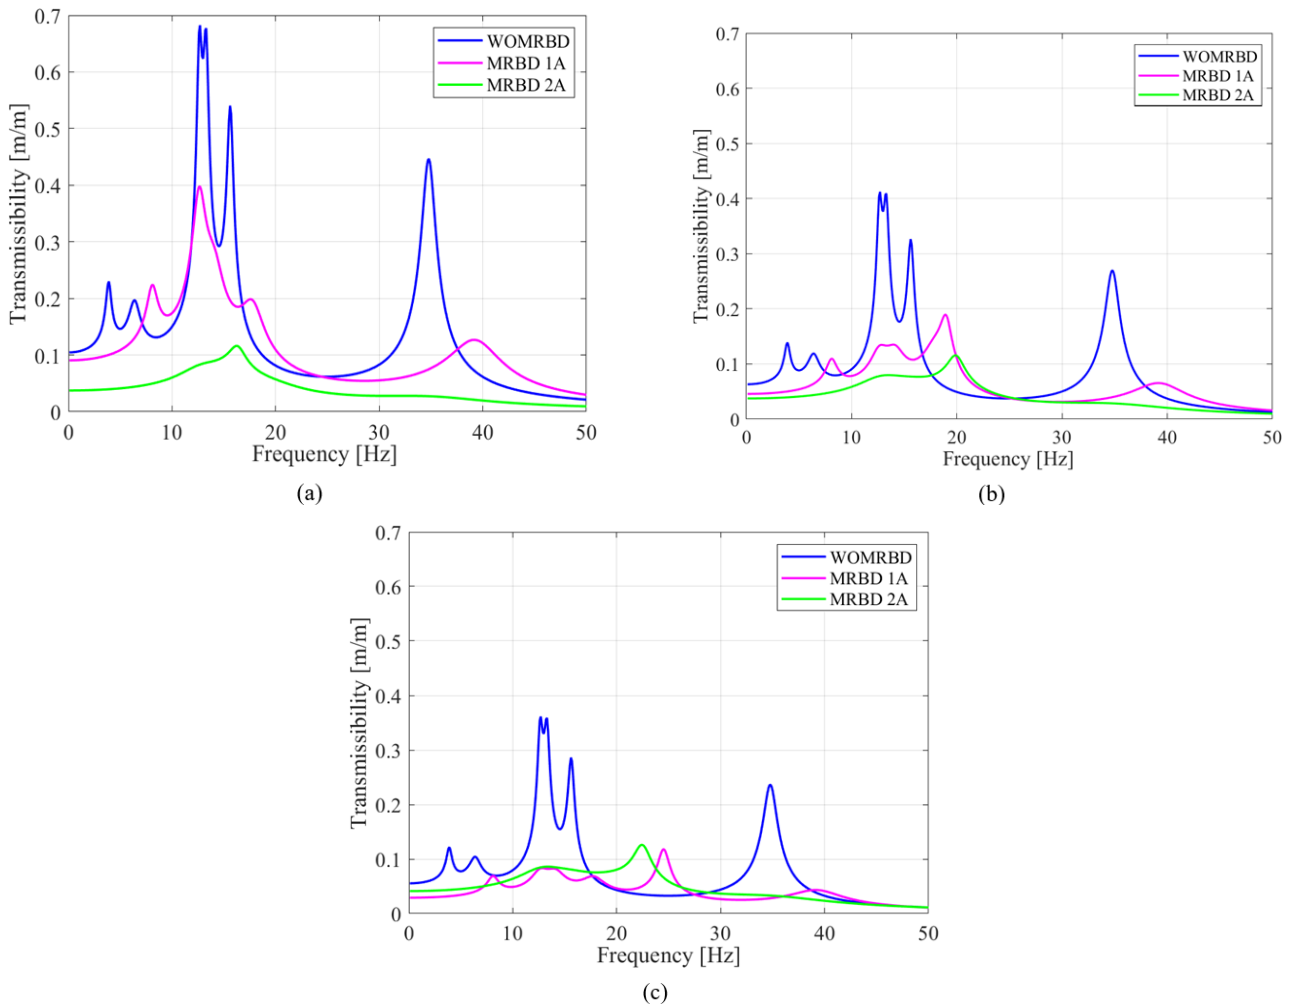 0.7
0.6
0.5
0.4
0.3
0.2
0.1
0
Transmissibility [m/m]
WOMRBD
MRBD 1A
MRBD 2A
0 10 20 30 40 50
Frequency [Hz]
(a)
0.7
0.6
0.5
0.4
0.3
0.2
0.1
0
Transmissibility [m/m]
WOMRBD
MRBD 1A
MRBD 2A
0 10 20 30 40 50
Frequency [Hz]
(b)
0.7
0.6
0.5
0.4
0.3
0.2
0.1
0
Transmissibility [m/m]
WOMRBD
MRBD 1A
MRBD 2A
0 10 20 30 40 50
Frequency [Hz]
(c)